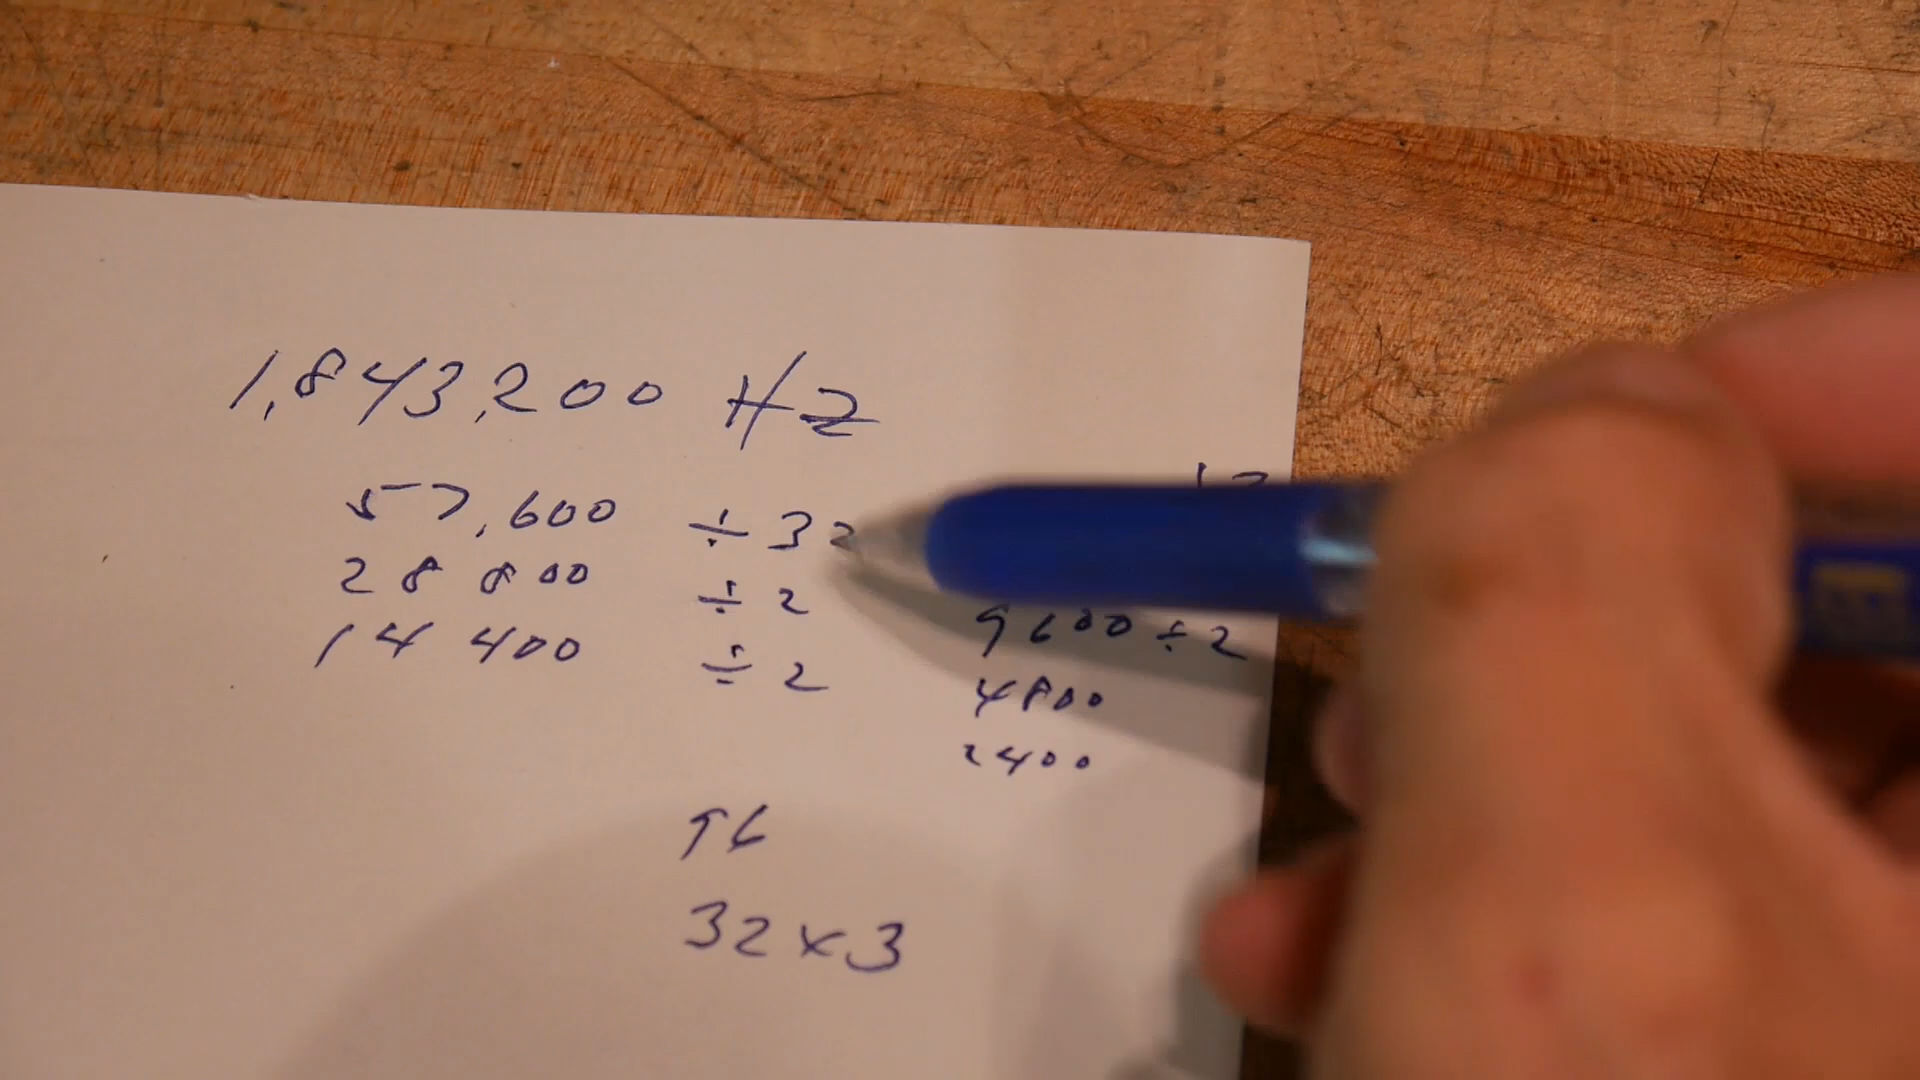 1,843,200 HZ
57,600 ÷ 32
28 800 ÷ 2
14 400 ÷ 2
9600 ÷ 2
4800
2400
96
32 x 3